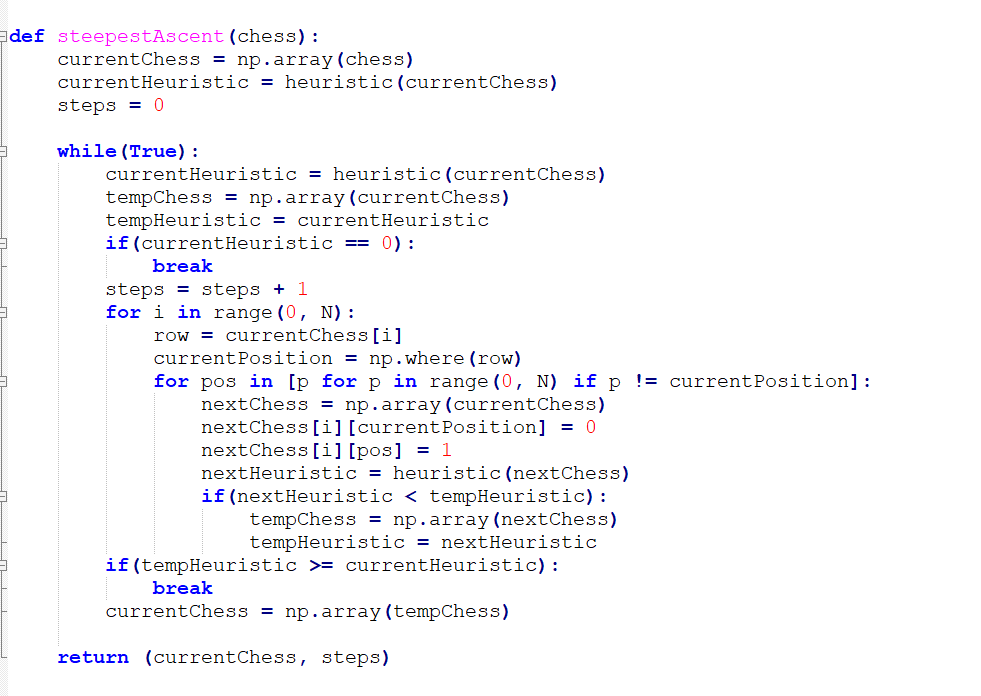 def steepestAscent(chess):
    currentChess = np.array(chess)
    currentHeuristic = heuristic(currentChess)
    steps = 0

    while(True):
        currentHeuristic = heuristic(currentChess)
        tempChess = np.array(currentChess)
        tempHeuristic = currentHeuristic
        if(currentHeuristic == 0):
            break
        steps = steps + 1
        for i in range(0, N):
            row = currentChess[i]
            currentPosition = np.where(row)
            for pos in [p for p in range(0, N) if p != currentPosition]:
                nextChess = np.array(currentChess)
                nextChess[i][currentPosition] = 0
                nextChess[i][pos] = 1
                nextHeuristic = heuristic(nextChess)
                if(nextHeuristic < tempHeuristic):
                    tempChess = np.array(nextChess)
                    tempHeuristic = nextHeuristic
        if(tempHeuristic >= currentHeuristic):
            break
        currentChess = np.array(tempChess)

    return (currentChess, steps)